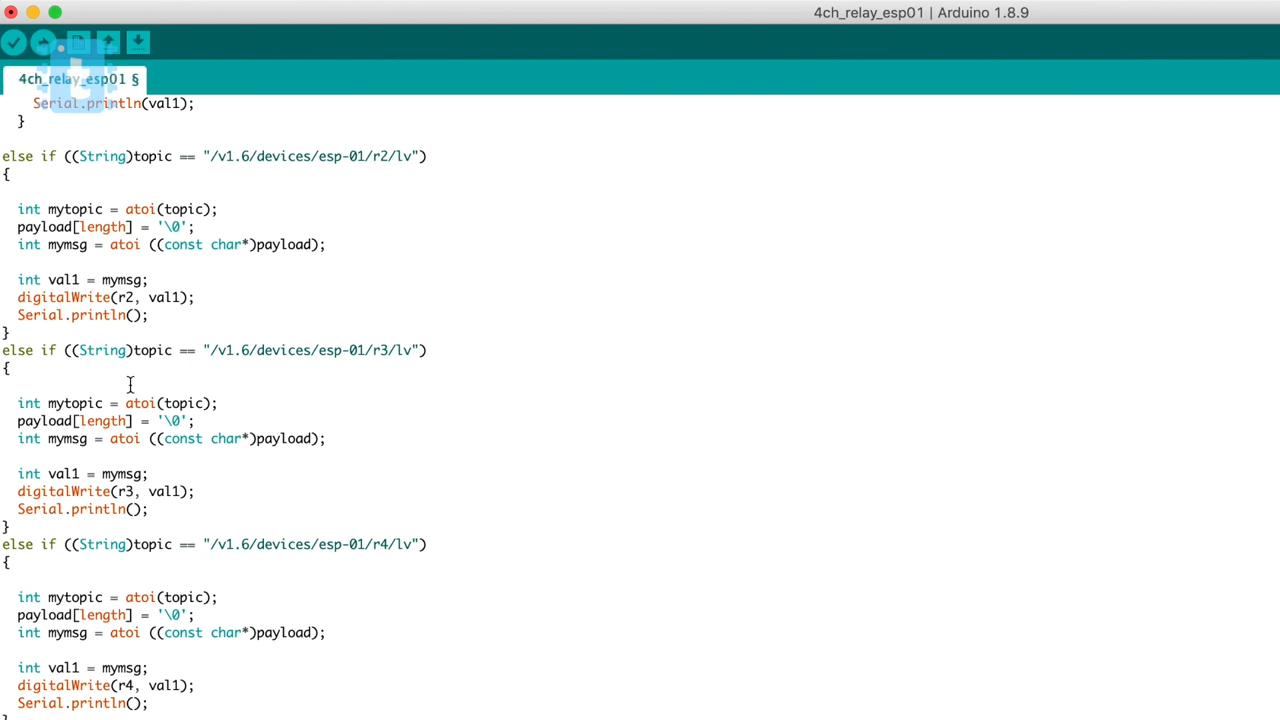 4ch_relay_esp01 | Arduino 1.8.9
4ch_relay_esp01 §
Serial.println(val1);
}
else if ((String)topic == "/v1.6/devices/esp-01/r2/lv")
{
int mytopic = atoi(topic);
payload[length] = '\0';
int mymsg = atoi ((const char*)payload);
int val1 = mymsg;
digitalWrite(r2, val1);
Serial.println();
}
else if ((String)topic == "/v1.6/devices/esp-01/r3/lv")
{
int mytopic = atoi(topic);
payload[length] = '\0';
int mymsg = atoi ((const char*)payload);
int val1 = mymsg;
digitalWrite(r3, val1);
Serial.println();
}
else if ((String)topic == "/v1.6/devices/esp-01/r4/lv")
{
int mytopic = atoi(topic);
payload[length] = '\0';
int mymsg = atoi ((const char*)payload);
int val1 = mymsg;
digitalWrite(r4, val1);
Serial.println();
}